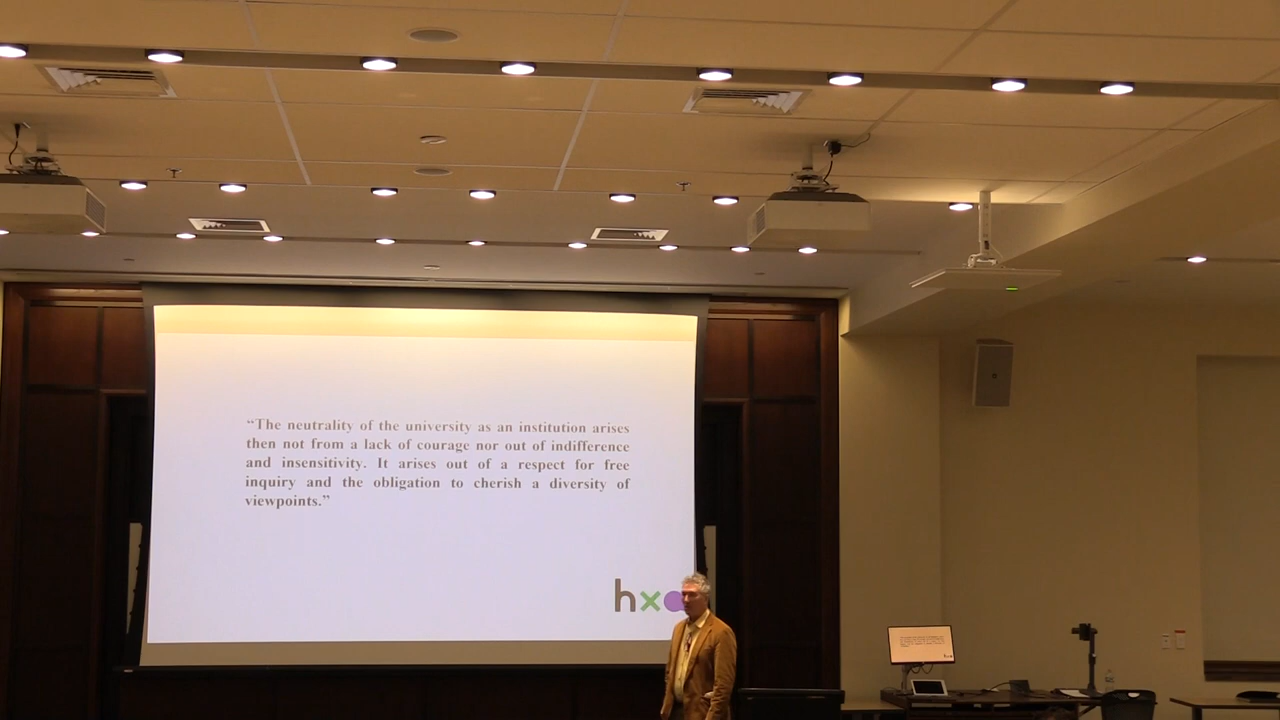 “The neutrality of the university as an institution arises
then not from a lack of courage nor out of indifference
and insensitivity. It arises out of a respect for free
inquiry and the obligation to cherish a diversity of
viewpoints.”
hx